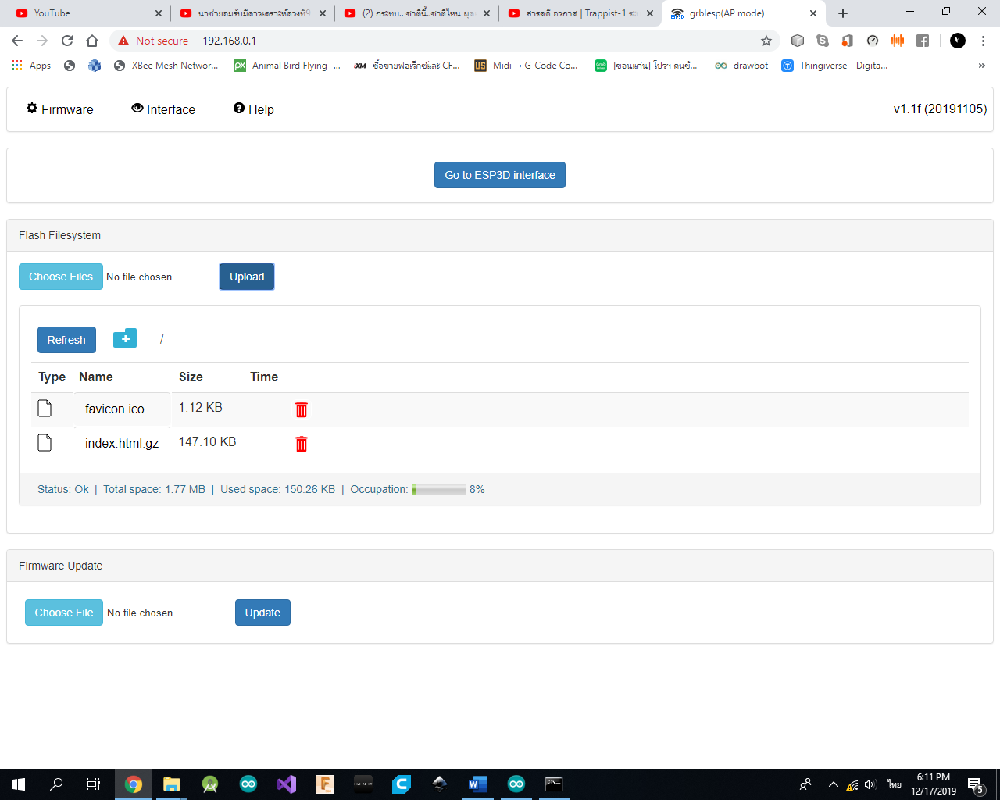 YouTube
นาซ่ายอมรับมีดาวเคราะห์ดวงที่9
(2) กระทบ.. ชาตินี้..ชาติไหน ผุด
สารคดี อวกาศ | Trappist-1 ระบ
grblesp(AP mode)
Not secure
192.168.0.1
Apps
XBee Mesh Networ...
Animal Bird Flying -...
XM
ซื้อขายฟอเร็กซ์และ CF...
Midi → G-Code Co...
[ขอนแก่น] โปรฯ คนขั...
drawbot
Thingiverse - Digita...
»
Firmware
Interface
Help
v1.1f (20191105)
Go to ESP3D interface
Flash Filesystem
Choose Files No file chosen
Upload
Refresh
/
Type Name Size Time
favicon.ico 1.12 KB
index.html.gz 147.10 KB
Status: Ok | Total space: 1.77 MB | Used space: 150.26 KB | Occupation: 8%
Firmware Update
Choose File No file chosen
Update
ไทย
6:11 PM
12/17/2019
5